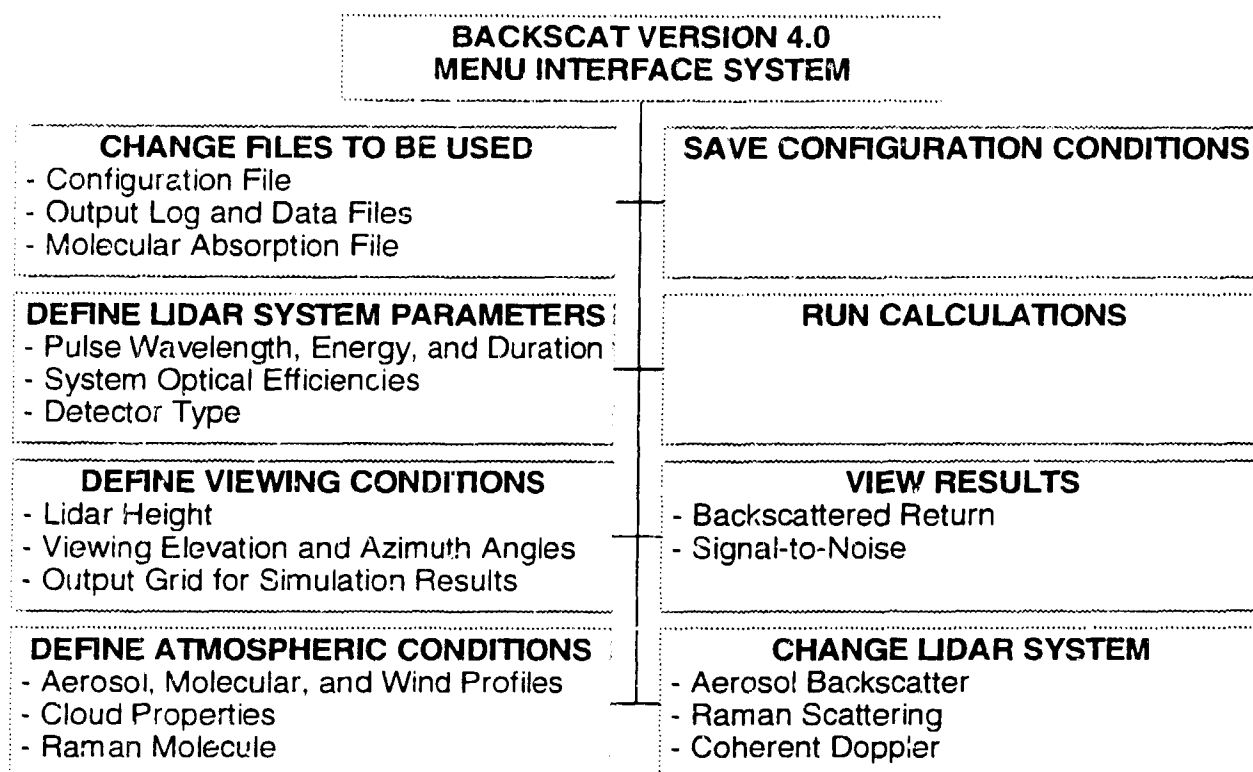 BACKSCAT VERSION 4.0
MENU INTERFACE SYSTEM
CHANGE FILES TO BE USED
- Configuration File
- Output Log and Data Files
- Molecular Absorption File
SAVE CONFIGURATION CONDITIONS
DEFINE LIDAR SYSTEM PARAMETERS
- Pulse Wavelength, Energy, and Duration
- System Optical Efficiencies
- Detector Type
RUN CALCULATIONS
DEFINE VIEWING CONDITIONS
- Lidar Height
- Viewing Elevation and Azimuth Angles
- Output Grid for Simulation Results
VIEW RESULTS
- Backscattered Return
- Signal-to-Noise
DEFINE ATMOSPHERIC CONDITIONS
- Aerosol, Molecular, and Wind Profiles
- Cloud Properties
- Raman Molecule
CHANGE LIDAR SYSTEM
- Aerosol Backscatter
- Raman Scattering
- Coherent Doppler